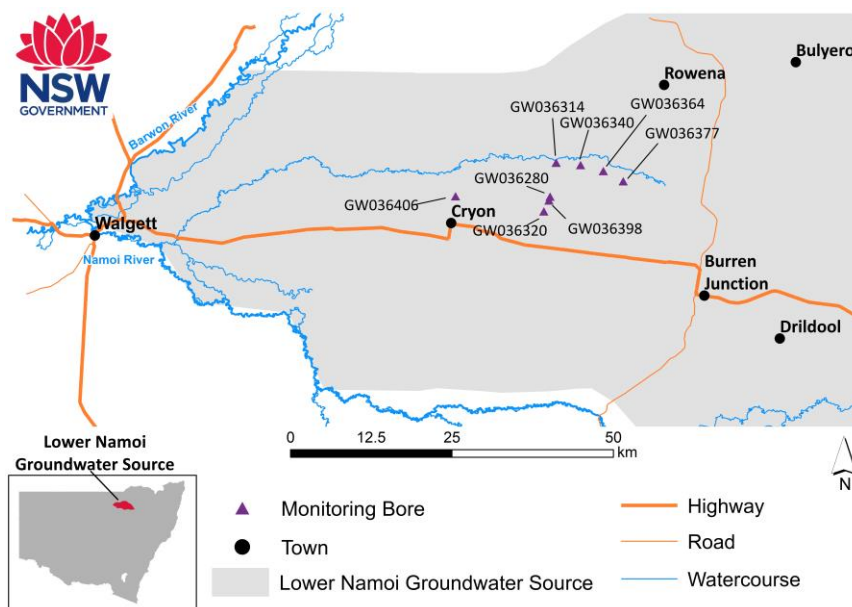 NSW
GOVERNMENT
Barwon River
Bulyero
Rowena
GW036314
GW036364
GW036340
GW036377
GW036280
GW036406
Cryon
GW036398
GW036320
Walgett
Namoi River
Burren
Junction
Drildool
0
12.5
25
50
km
N
Lower Namoi
Groundwater Source
Monitoring Bore
Town
Lower Namoi Groundwater Source
Highway
Road
Watercourse